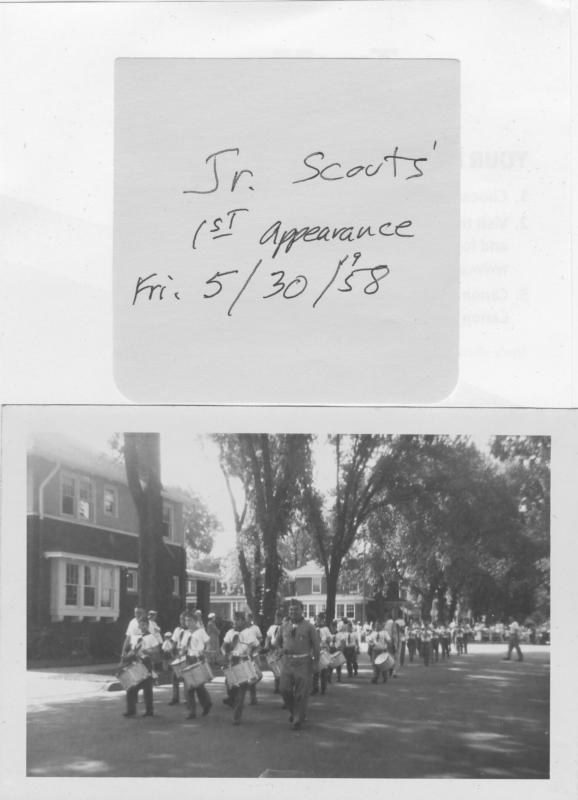 Jr. Scouts'
1ST Appearance
Fri. 5/30/1958